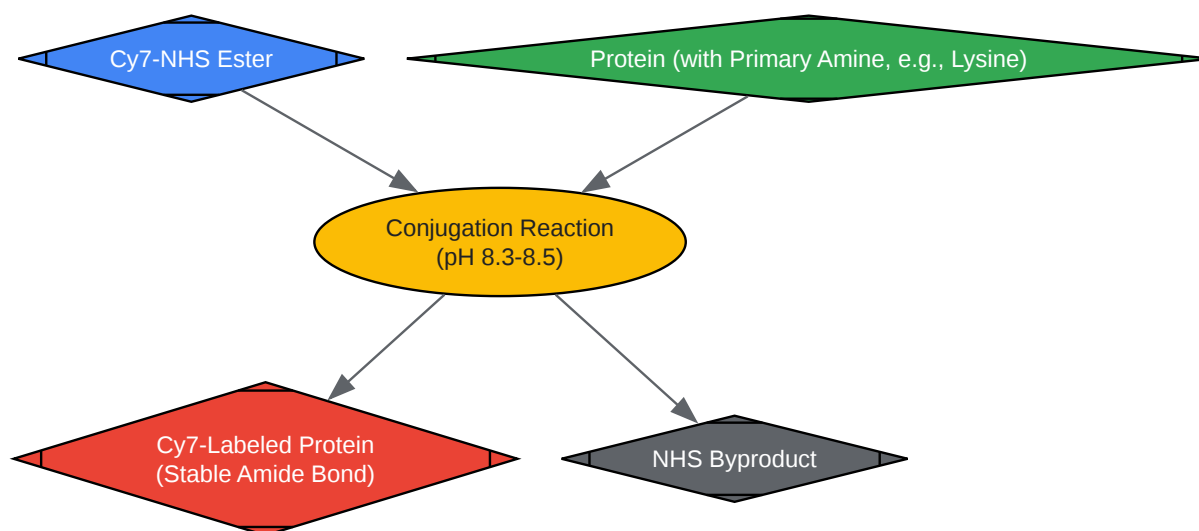 Cy7-NHS Ester
Protein (with Primary Amine, e.g., Lysine)
Conjugation Reaction
(pH 8.3-8.5)
Cy7-Labeled Protein
(Stable Amide Bond)
NHS Byproduct